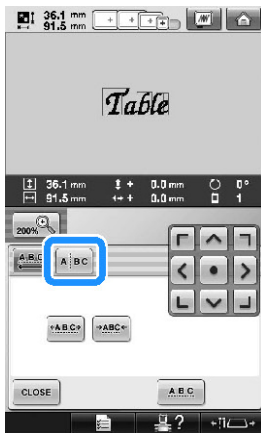 36.1 mm
91.5 mm
Table
36.1 mm 0.0 mm 0°
91.5 mm 0.0 mm 1
200%
ABC A BC
ABC ABC
CLOSE ABC
?